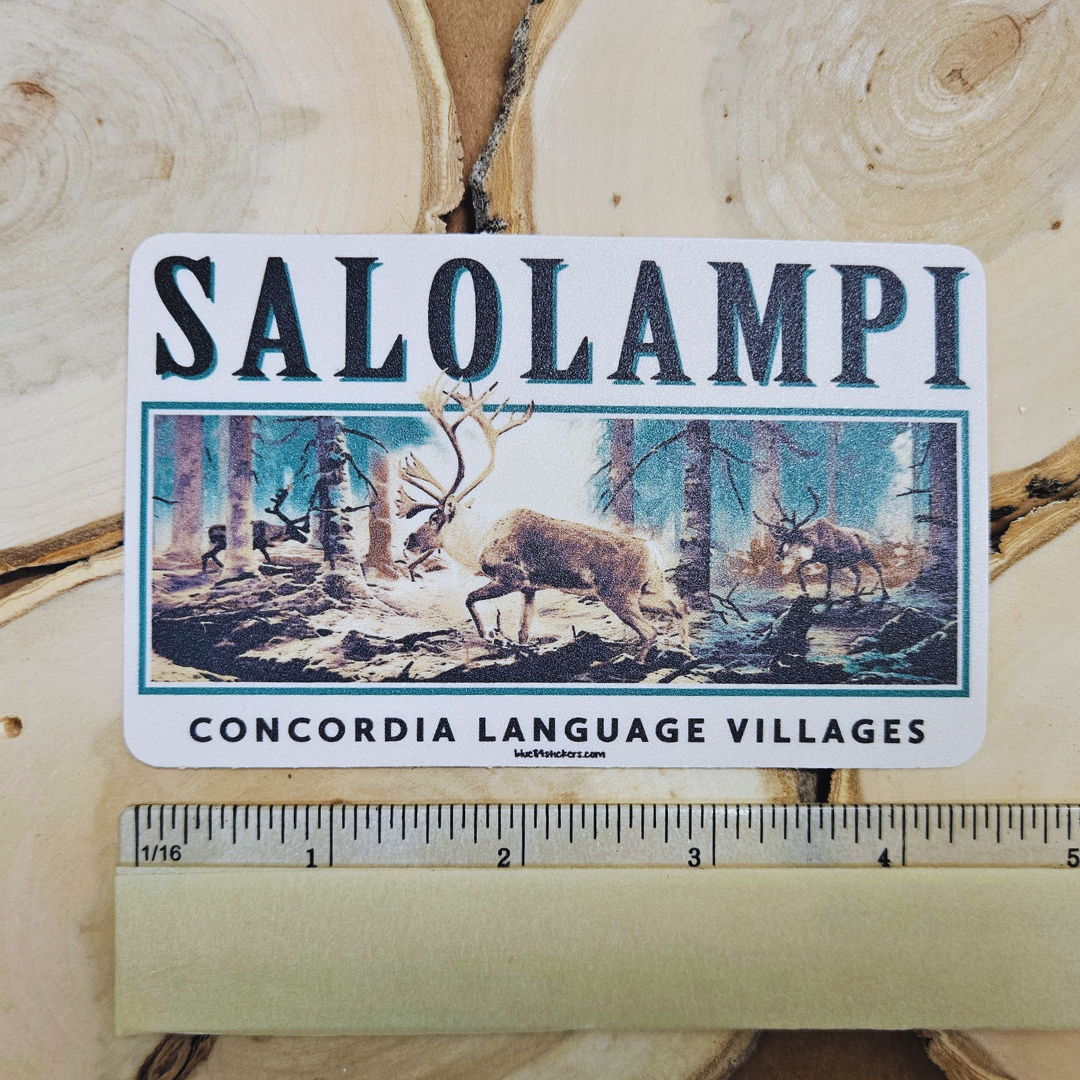 SALOLAMPI
CONCORDIA LANGUAGE VILLAGES
blue84stickers.com
1/16 1 2 3 4 5